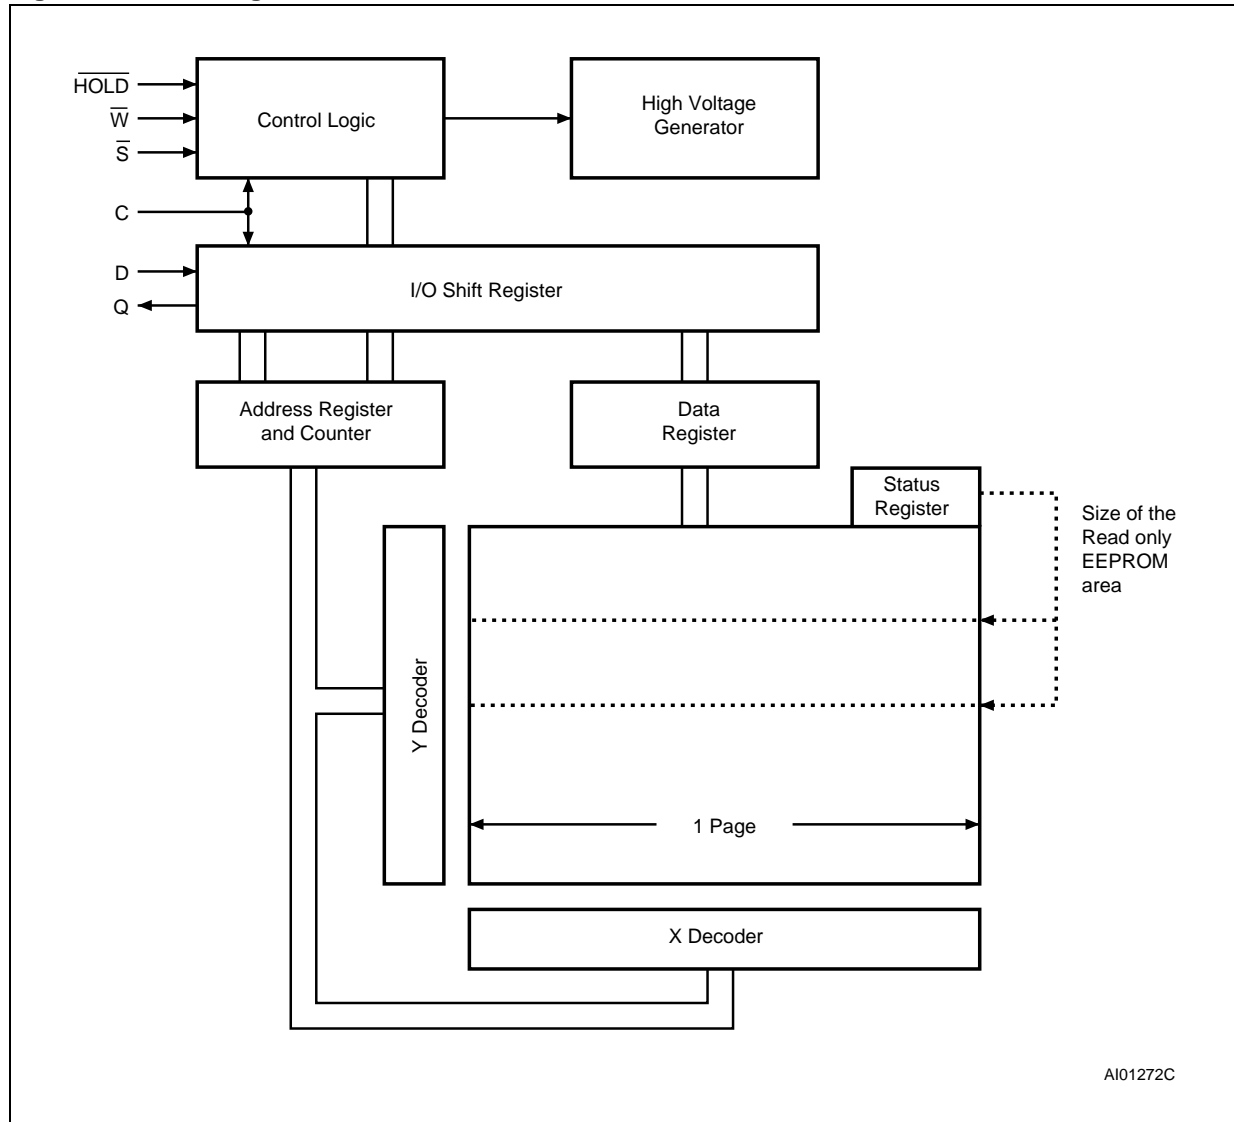 HOLD
W
S
Control Logic
High Voltage
Generator
C
D
Q
I/O Shift Register
Address Register
and Counter
Data
Register
Status
Register
Size of the
Read only
EEPROM
area
Y Decoder
1 Page
X Decoder
AI01272C